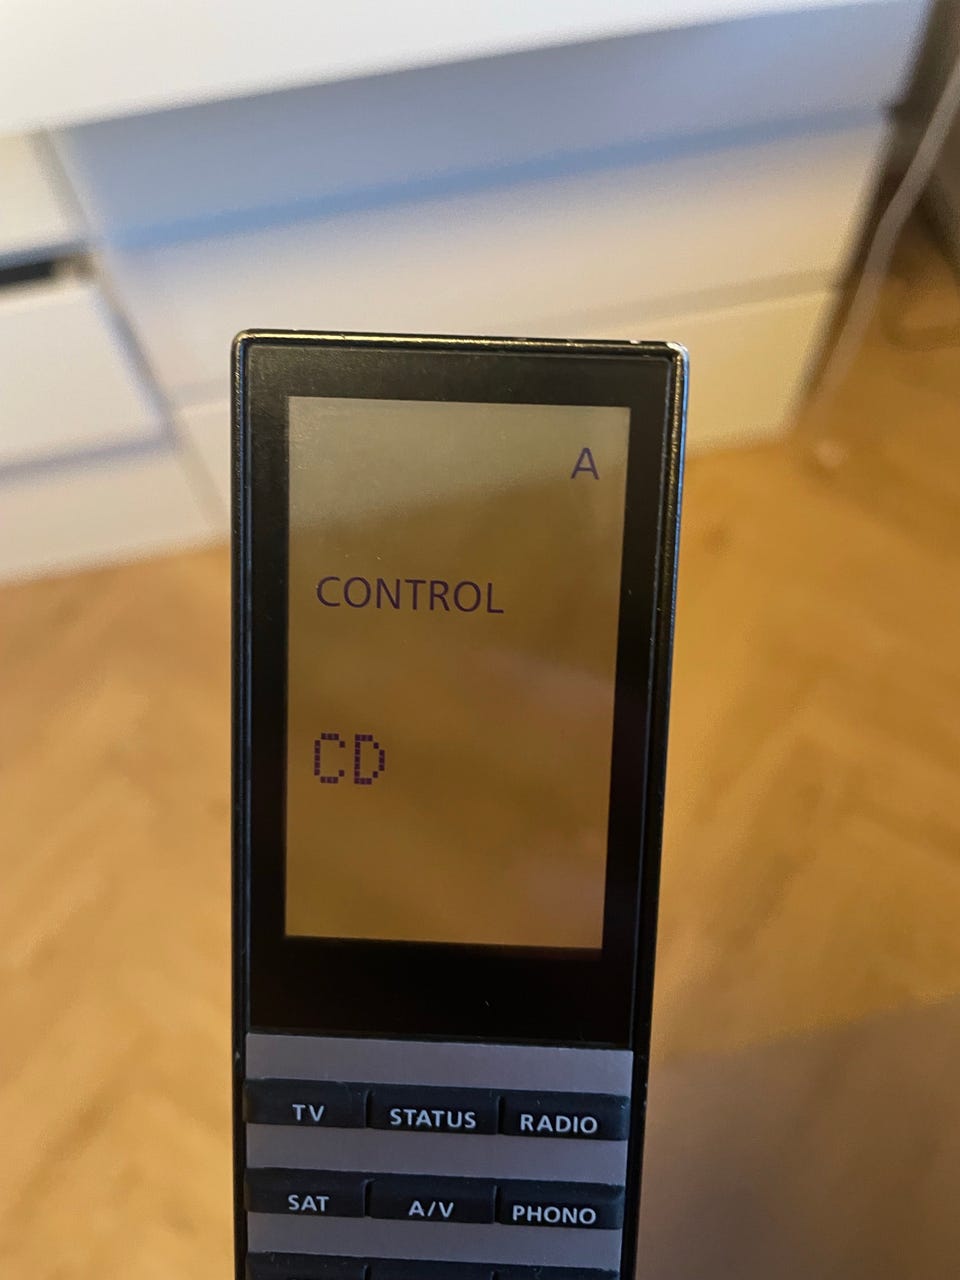 A
CONTROL
CD
TV STATUS RADIO
SAT A/V PHONO